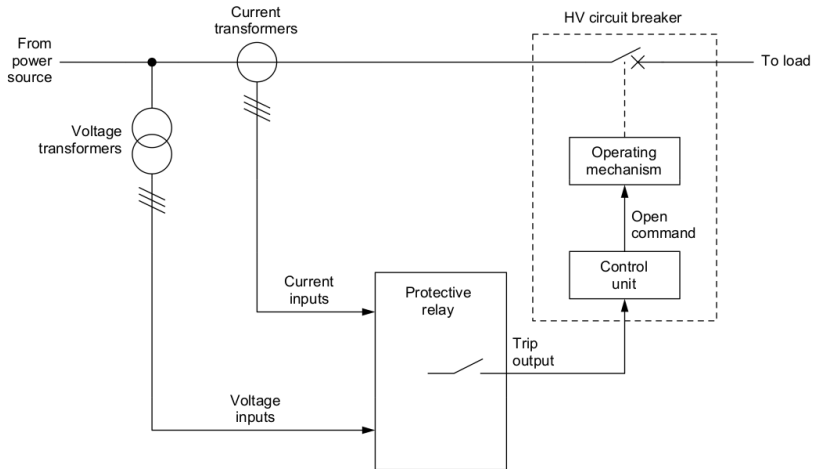 Current
transformers
HV circuit breaker
From
power
source
To load
Voltage
transformers
Operating
mechanism
Open
command
Control
unit
Current
inputs
Protective
relay
Trip
output
Voltage
inputs